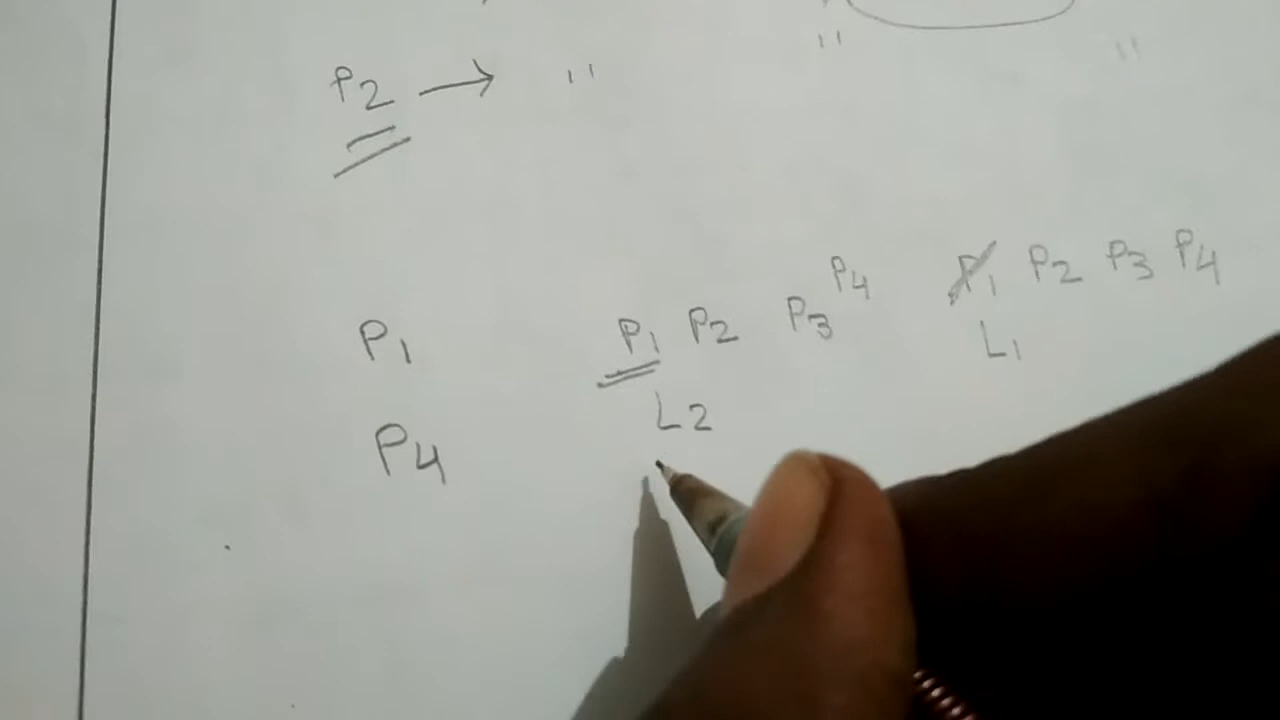 P2 → " " "
P1 P1 P2 P3 P4 P1 P2 P3 P4
P4 L2 L1